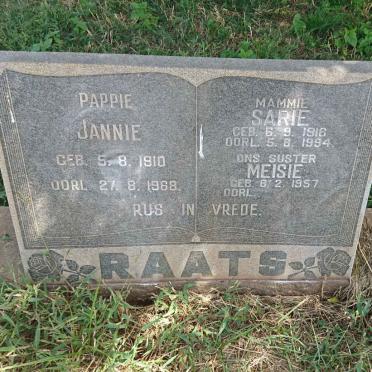 PAPPIE
JANNIE
GEB. 5. 8. 1910
OORL. 27. 8. 1968.
MAMMIE
SARIE
GEB. 6. 9. 1916
OORL. 5. 8. 1994.
ONS SUSTER
MEISIE
GEB 6. 2. 1957
OORL...
RUS IN VREDE.
RAATS